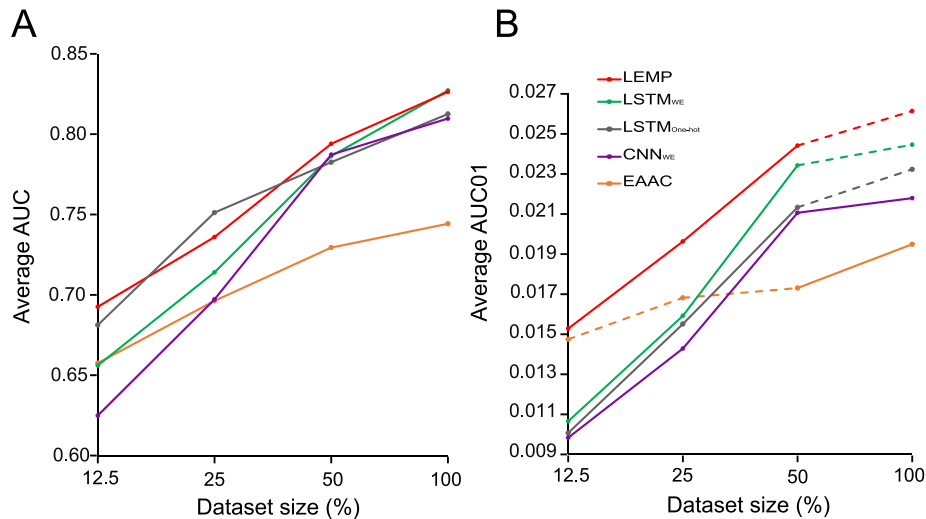 A
Average AUC
0.85
0.80
0.75
0.70
0.65
0.60
12.5 25 50 100
Dataset size (%)
B
Average AUC01
0.027
0.025
0.023
0.021
0.019
0.017
0.015
0.013
0.011
0.009
LEMP
LSTMWE
LSTMOne-hot
CNNWE
EAAC
12.5 25 50 100
Dataset size (%)